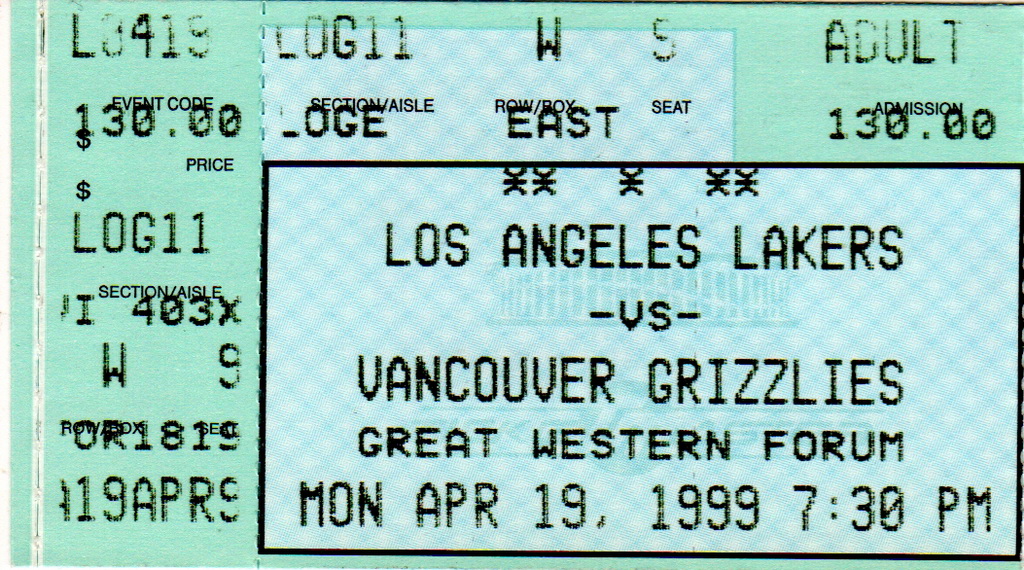 L0419 LOG11 W ADULT
EVENT CODE SECTION/AISLE ROW/BOX SEAT ADMISSION
130.00 LOGE EAST 130.00
$
PRICE
$
LOG11
SECTION/AISLE
403X
W 9
ROW/BOX SEAT
19APR9
** * **
LOS ANGELES LAKERS
-VS-
VANCOUVER GRIZZLIES
GREAT WESTERN FORUM
MON APR 19, 1999 7:30 PM